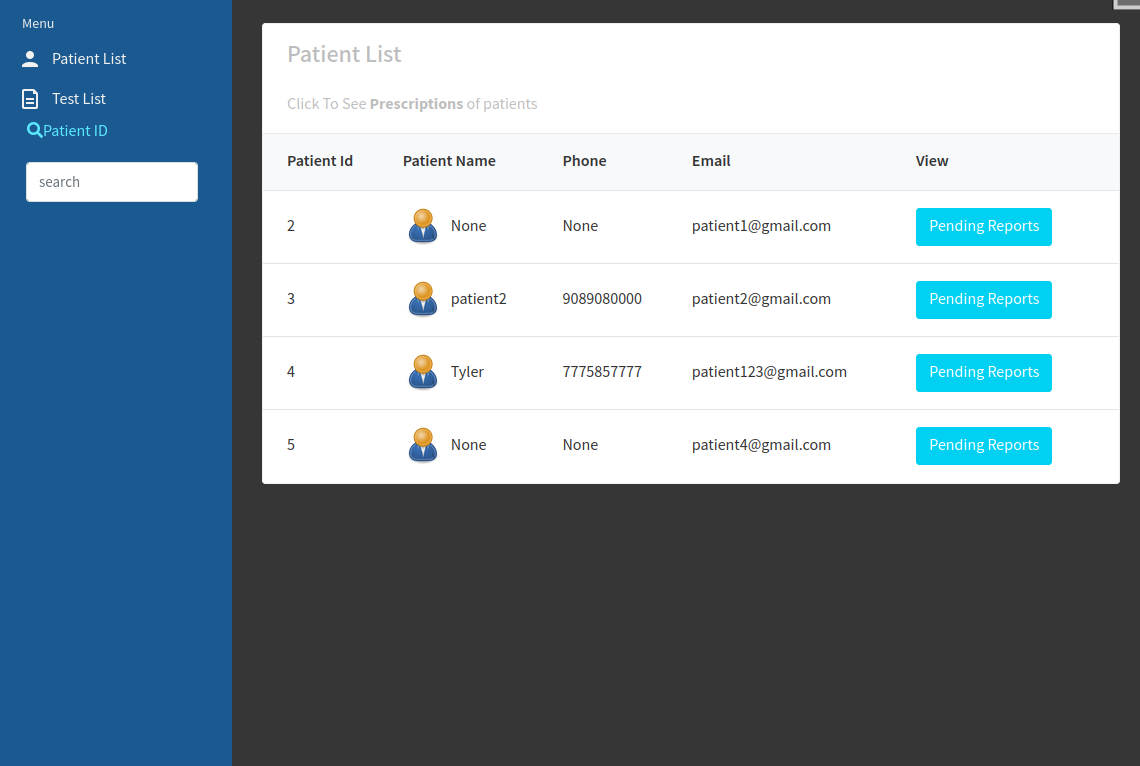 Menu
Patient List
Test List
Patient ID
search
Patient List
Click To See Prescriptions of patients
Patient Id Patient Name Phone Email View
2 None None patient1@gmail.com Pending Reports
3 patient2 9089080000 patient2@gmail.com Pending Reports
4 Tyler 7775857777 patient123@gmail.com Pending Reports
5 None None patient4@gmail.com Pending Reports